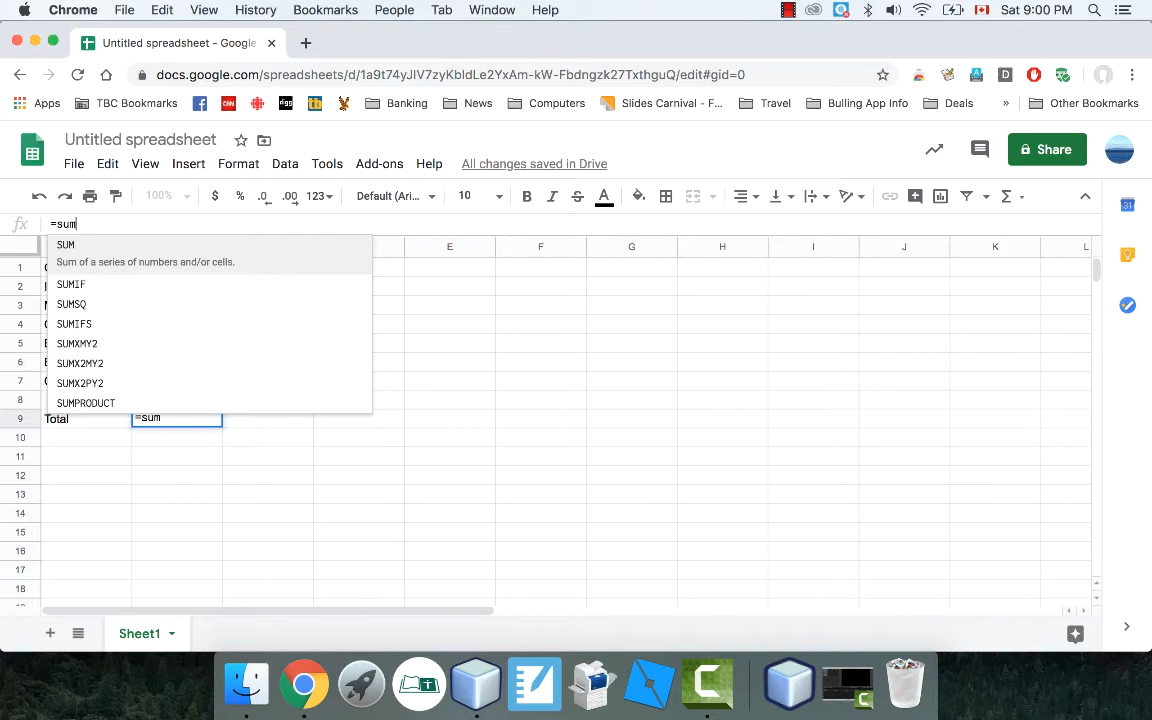 Chrome File Edit View History Bookmarks People Tab Window Help Sat 9:00 PM
Untitled spreadsheet - Google
docs.google.com/spreadsheets/d/1a9t74yJIV7zyKbIdLe2YxAm-kW-Fbdngzk27TxthguQ/edit#gid=0
Apps TBC Bookmarks CNN digg tb Banking News Computers Slides Carnival - F... Travel Bulling App Info Deals » Other Bookmarks
Untitled spreadsheet
File Edit View Insert Format Data Tools Add-ons Help All changes saved in Drive
Share
100% $ % .0 .00 123 Default (Ari... 10 B I S A Σ
fx =sum
SUM
Sum of a series of numbers and/or cells.
SUMIF
SUMSQ
SUMIFS
SUMXMY2
SUMX2MY2
SUMX2PY2
SUMPRODUCT
E F G H I J K L
1
2
3
4
5
6
7
8
9 Total =sum
10
11
12
13
14
15
16
17
18
Sheet1
31